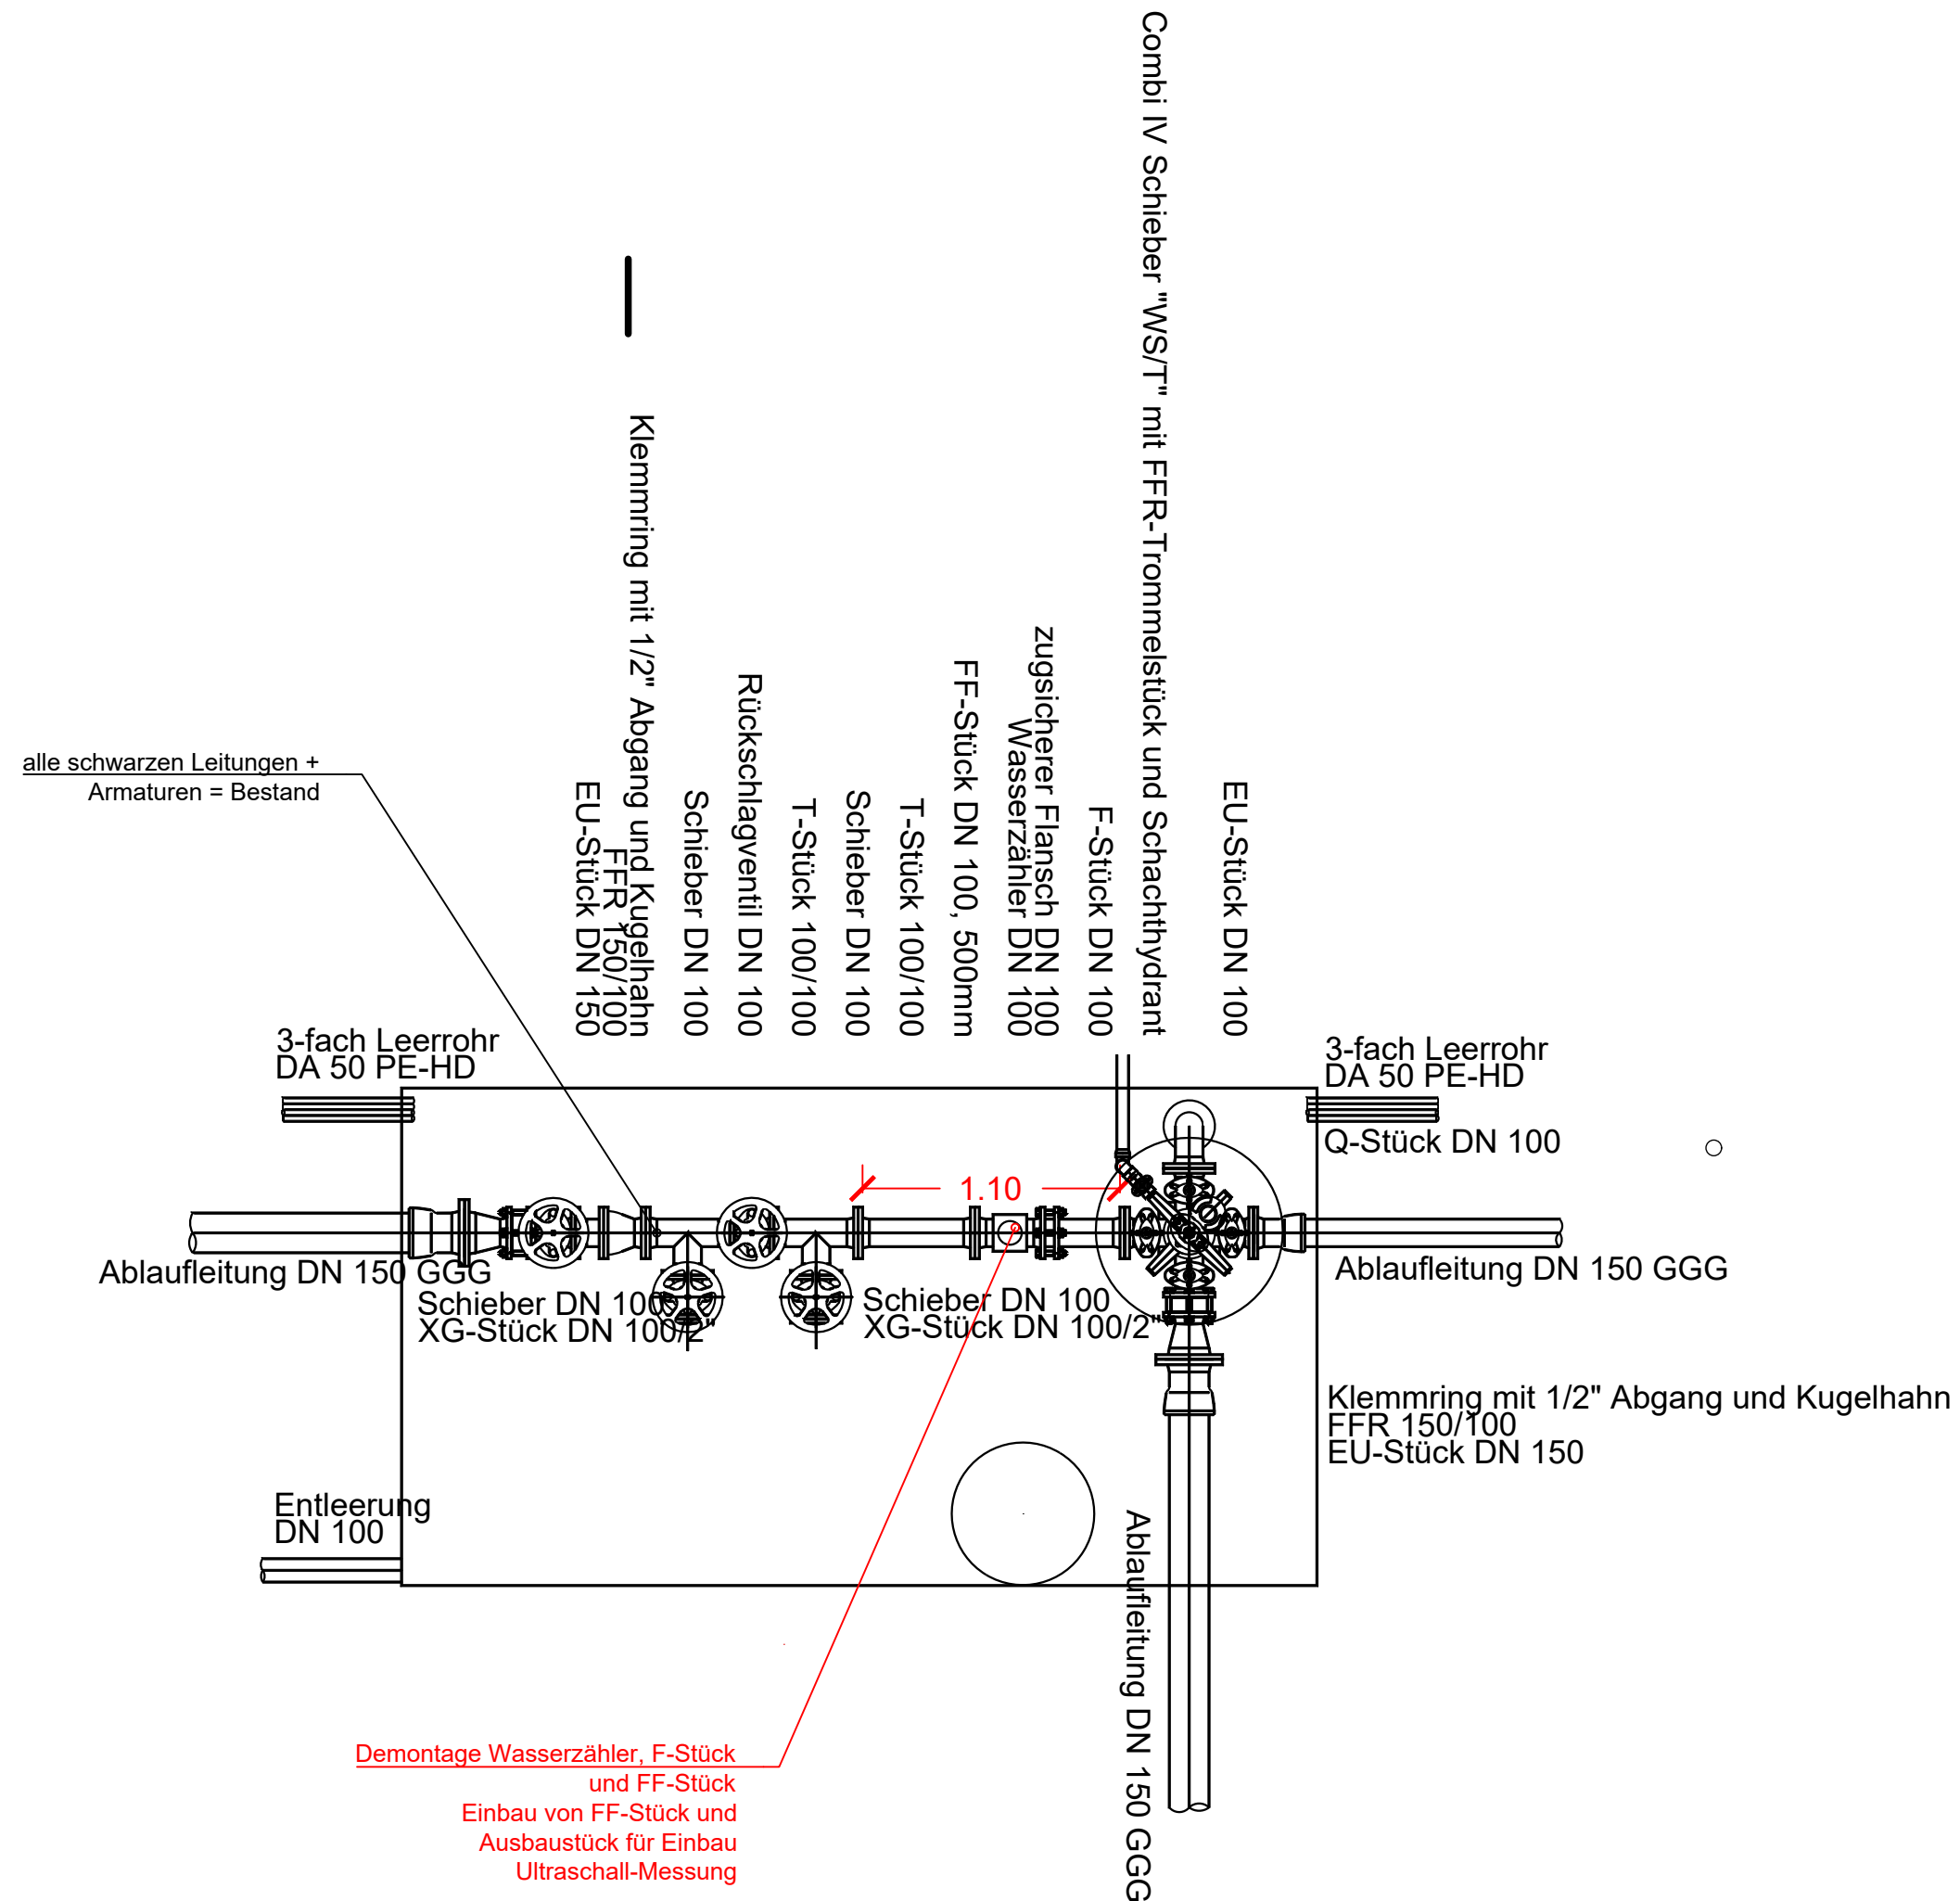 Combi IV Schieber "WS/T" mit FFR-Trommelstück und Schachthydrant
Klemmring mit 1/2" Abgang und Kugelhahn
FFR 150/100
EU-Stück DN 150
Schieber DN 100
Rückschlagventil DN 100
T-Stück 100/100
Schieber DN 100
T-Stück 100/100
FF-Stück DN 100, 500mm
Wasserzähler DN 100
zugsicherer Flansch DN 100
F-Stück DN 100
EU-Stück DN 100
alle schwarzen Leitungen +
Armaturen = Bestand
3-fach Leerrohr
DA 50 PE-HD
3-fach Leerrohr
DA 50 PE-HD
Q-Stück DN 100
1.10
Ablaufleitung DN 150 GGG
Schieber DN 100
XG-Stück DN 100/2"
Schieber DN 100
XG-Stück DN 100/2"
Ablaufleitung DN 150 GGG
Klemmring mit 1/2" Abgang und Kugelhahn
FFR 150/100
EU-Stück DN 150
Entleerung
DN 100
Ablaufleitung DN 150 GGG
Demontage Wasserzähler, F-Stück
und FF-Stück
Einbau von FF-Stück und
Ausbaustück für Einbau
Ultraschall-Messung